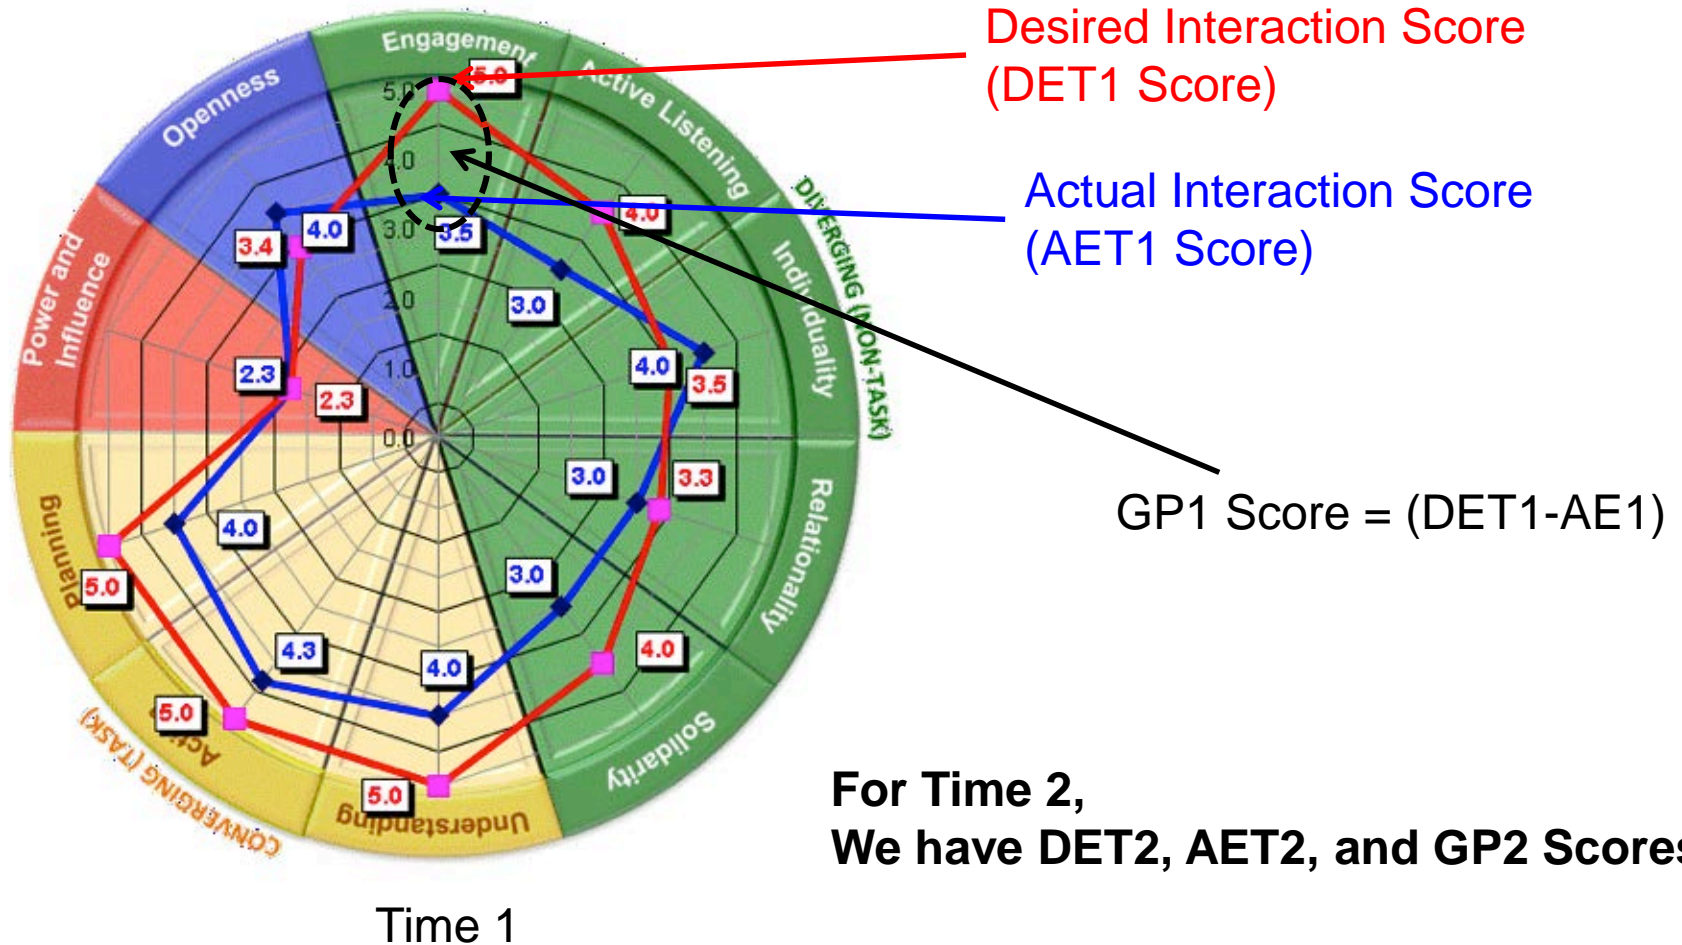 Desired Interaction Score
(DET1 Score)
Actual Interaction Score
(AET1 Score)
GP1 Score = (DET1-AE1)
For Time 2,
We have DET2, AET2, and GP2 Scores
Time 1
Engagement
Active Listening
Individuality
Relationality
Solidarity
Understanding
Action
Planning
Power and
Influence
Openness
DIVERGING (NON-TASK)
CONVERGING (TASK)
5.0
4.0
3.0
2.0
1.0
0.0
5.0
3.5
4.0
3.0
4.0
3.5
3.0
3.3
3.0
4.0
4.0
5.0
4.3
5.0
4.0
5.0
2.3
2.3
3.4
4.0